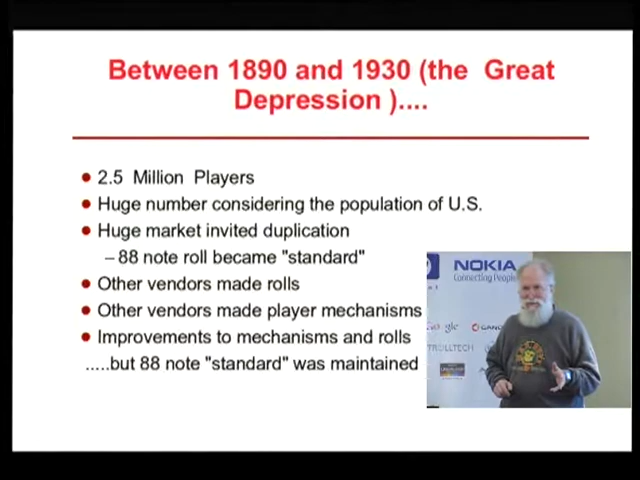 Between 1890 and 1930 (the Great
Depression )....
2.5 Million Players
Huge number considering the population of U.S.
Huge market invited duplication
– 88 note roll became "standard"
Other vendors made rolls
Other vendors made player mechanisms
Improvements to mechanisms and rolls
.....but 88 note "standard" was maintained
NOKIA
Connecting People
TROLLTECH